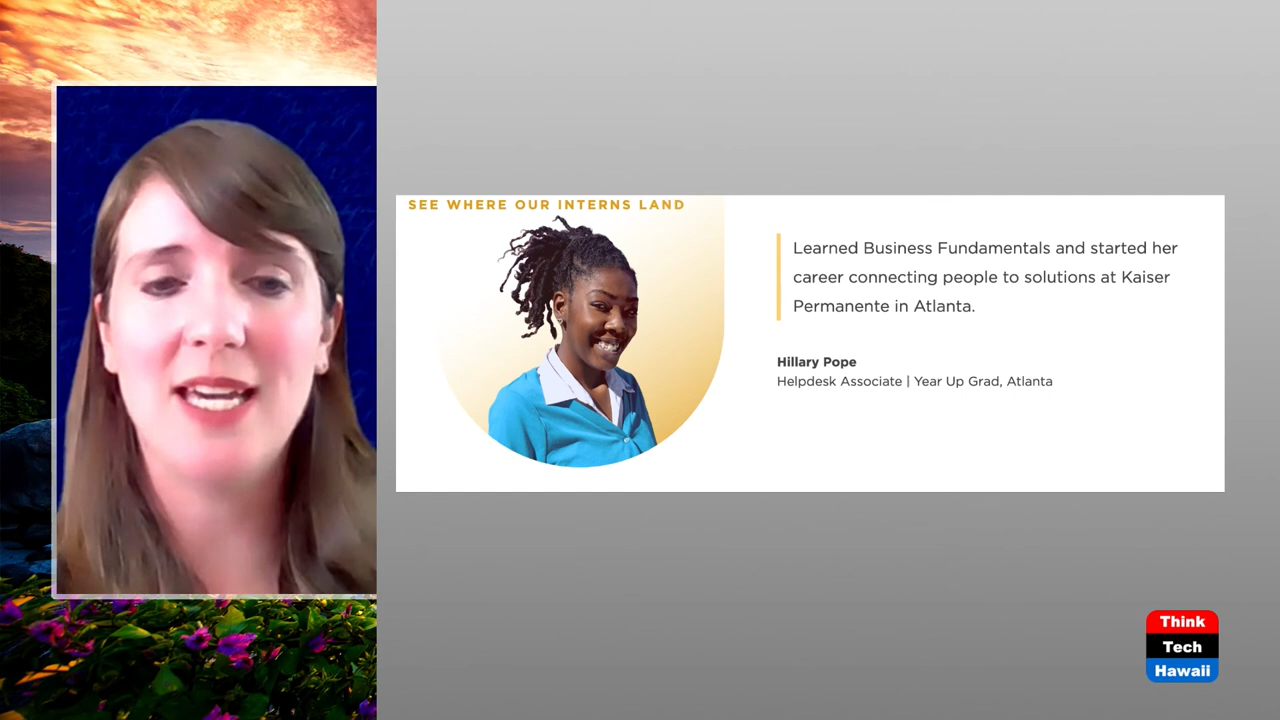 SEE WHERE OUR INTERNS LAND
Learned Business Fundamentals and started her
career connecting people to solutions at Kaiser
Permanente in Atlanta.
Hillary Pope
Helpdesk Associate | Year Up Grad, Atlanta
Think
Tech
Hawaii